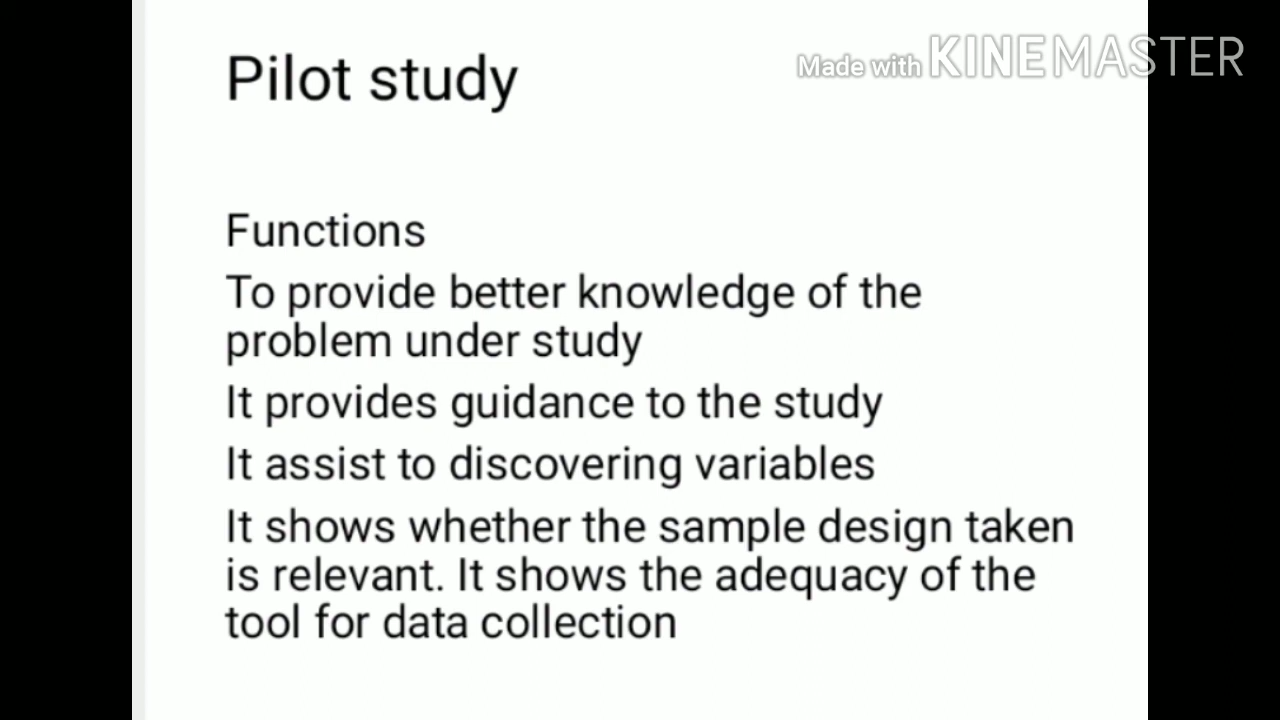 Pilot study
Made with KINEMASTER
Functions
To provide better knowledge of the
problem under study
It provides guidance to the study
It assist to discovering variables
It shows whether the sample design taken
is relevant. It shows the adequacy of the
tool for data collection